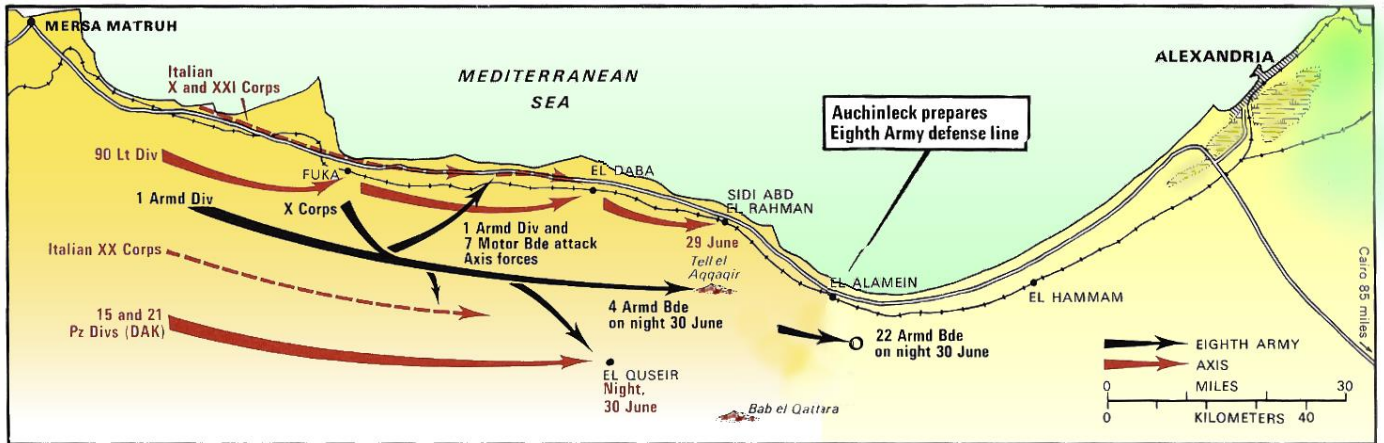 MERSA MATRUH
Italian
X and XXI Corps
MEDITERRANEAN
SEA
ALEXANDRIA
Auchinleck prepares
Eighth Army defense line
90 Lt Div
FUKA
EL DABA
1 Armd Div
X Corps
SIDI ABD
EL RAHMAN
1 Armd Div and
7 Motor Bde attack
Axis forces
29 June
Italian XX Corps
Tell el
Aqqaqir
EL ALAMEIN
EL HAMMAM
Cairo 85 miles
4 Armd Bde
on night 30 June
15 and 21
Pz Divs (DAK)
22 Armd Bde
on night 30 June
EL QUSEIR
Night,
30 June
Bab el Qattara
EIGHTH ARMY
AXIS
0 MILES 30
0 KILOMETERS 40